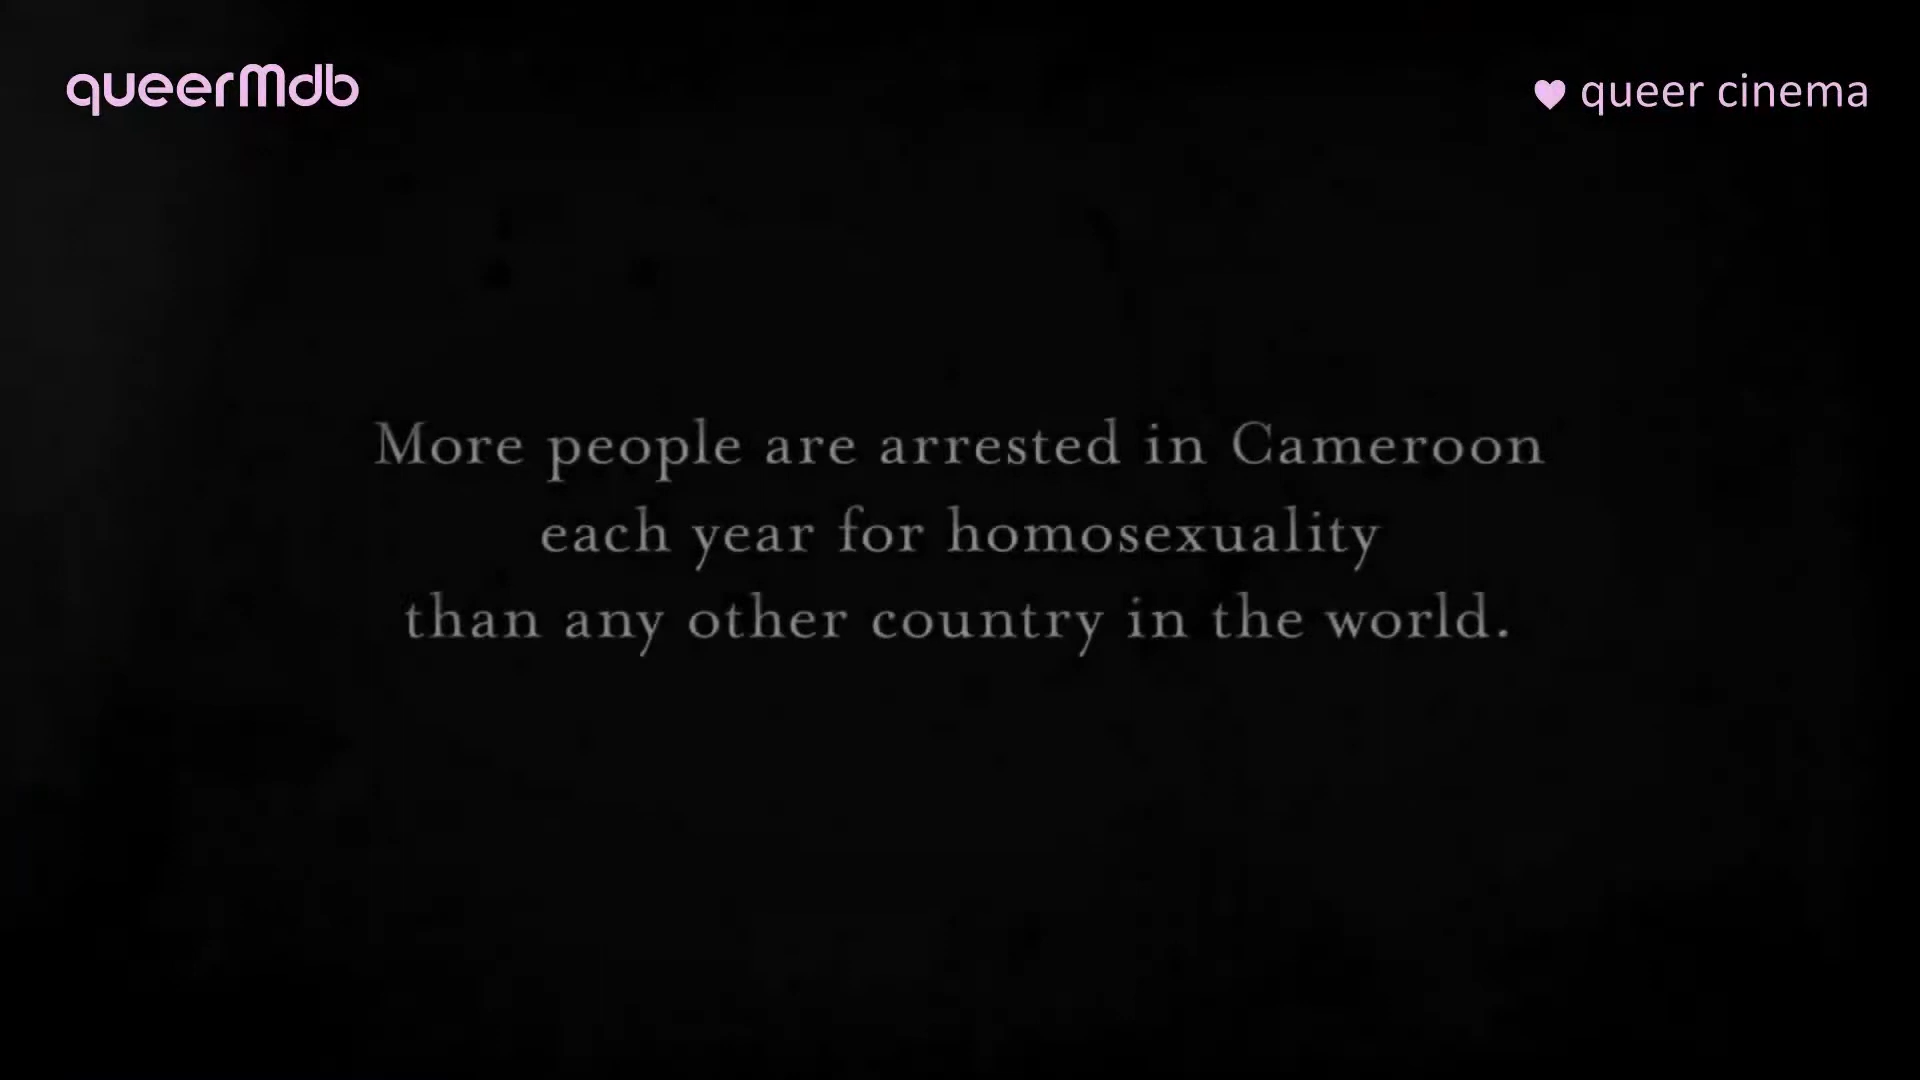 queerMdb
queer cinema
More people are arrested in Cameroon
each year for homosexuality
than any other country in the world.